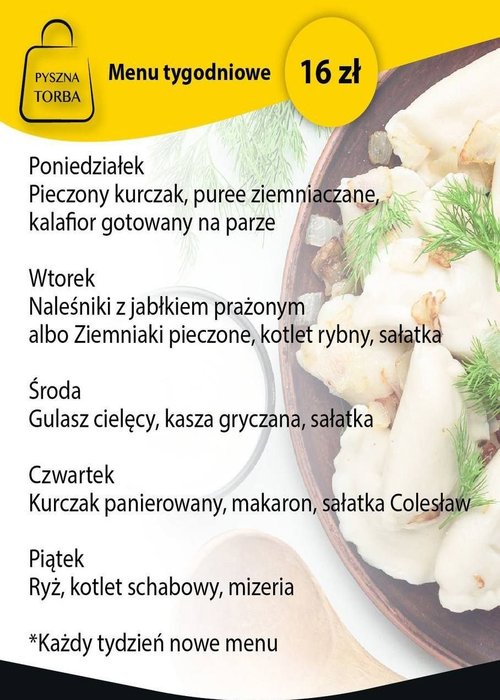 PYSZNA
TORBA
Menu tygodniowe
16 zł
Poniedziałek
Pieczony kurczak, puree ziemniaczane,
kalafior gotowany na parze
Wtorek
Naleśniki z jabłkiem prażonym
albo Ziemniaki pieczone, kotlet rybny, sałatka
Środa
Gulasz cielęcy, kasza gryczana, sałatka
Czwartek
Kurczak panierowany, makaron, sałatka Colesław
Piątek
Ryż, kotlet schabowy, mizeria
*Każdy tydzień nowe menu